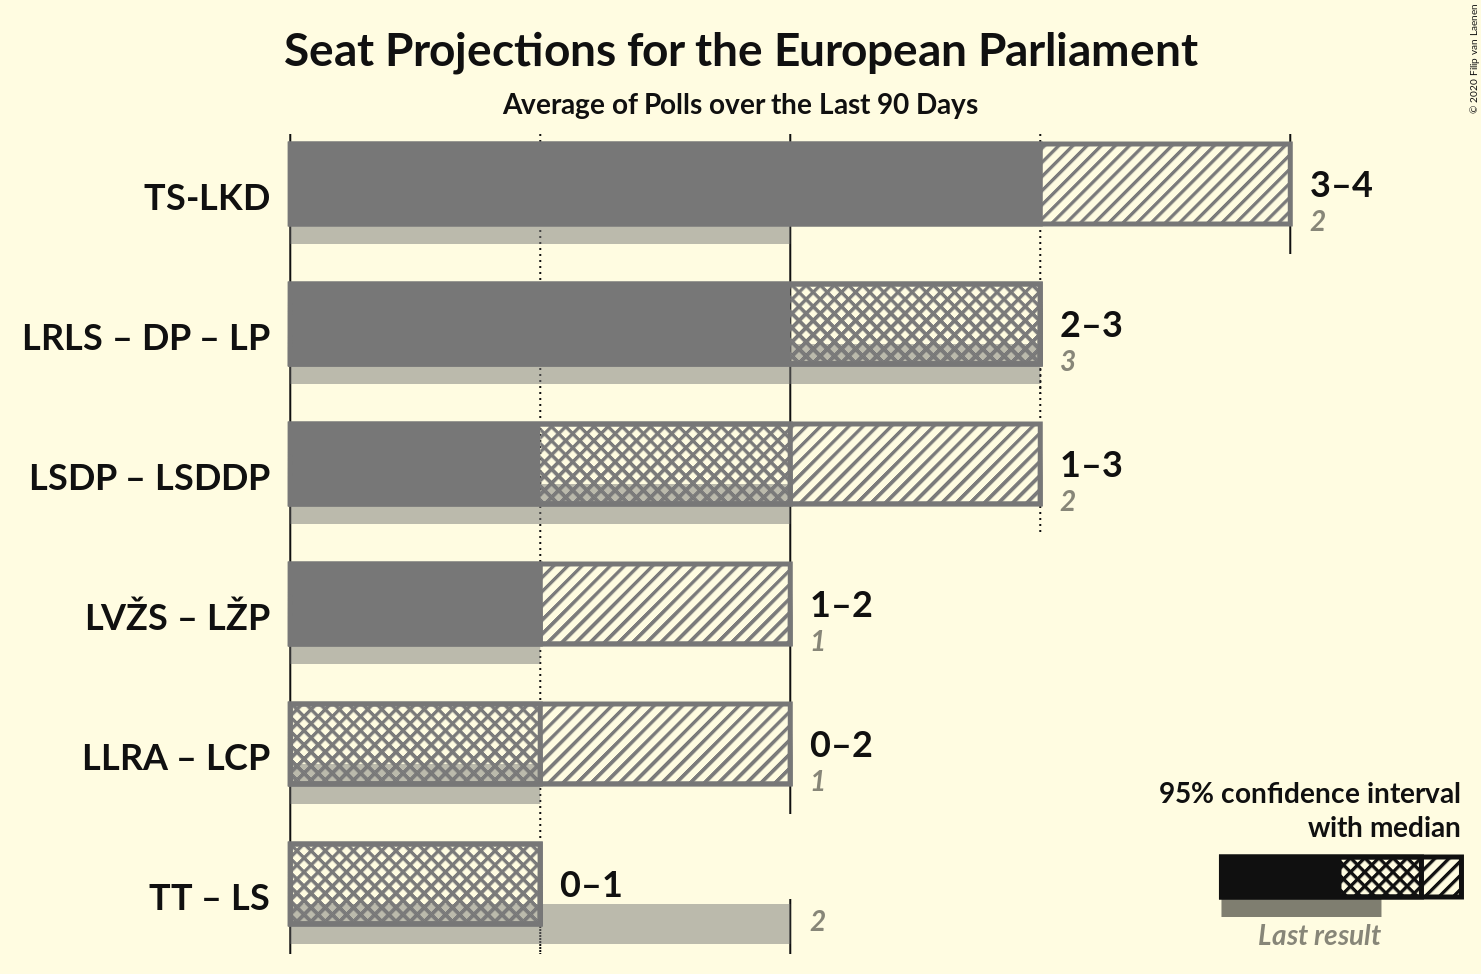 Seat Projections for the European Parliament
Average of Polls over the Last 90 Days
© 2020 Filip van Laenen
TS-LKD
3–4
2
LRLS – DP – LP
2–3
3
LSDP – LSDDP
1–3
2
LVŽS – LŽP
1–2
1
LLRA – LCP
0–2
1
TT – LS
0–1
2
95% confidence interval
with median
Last result